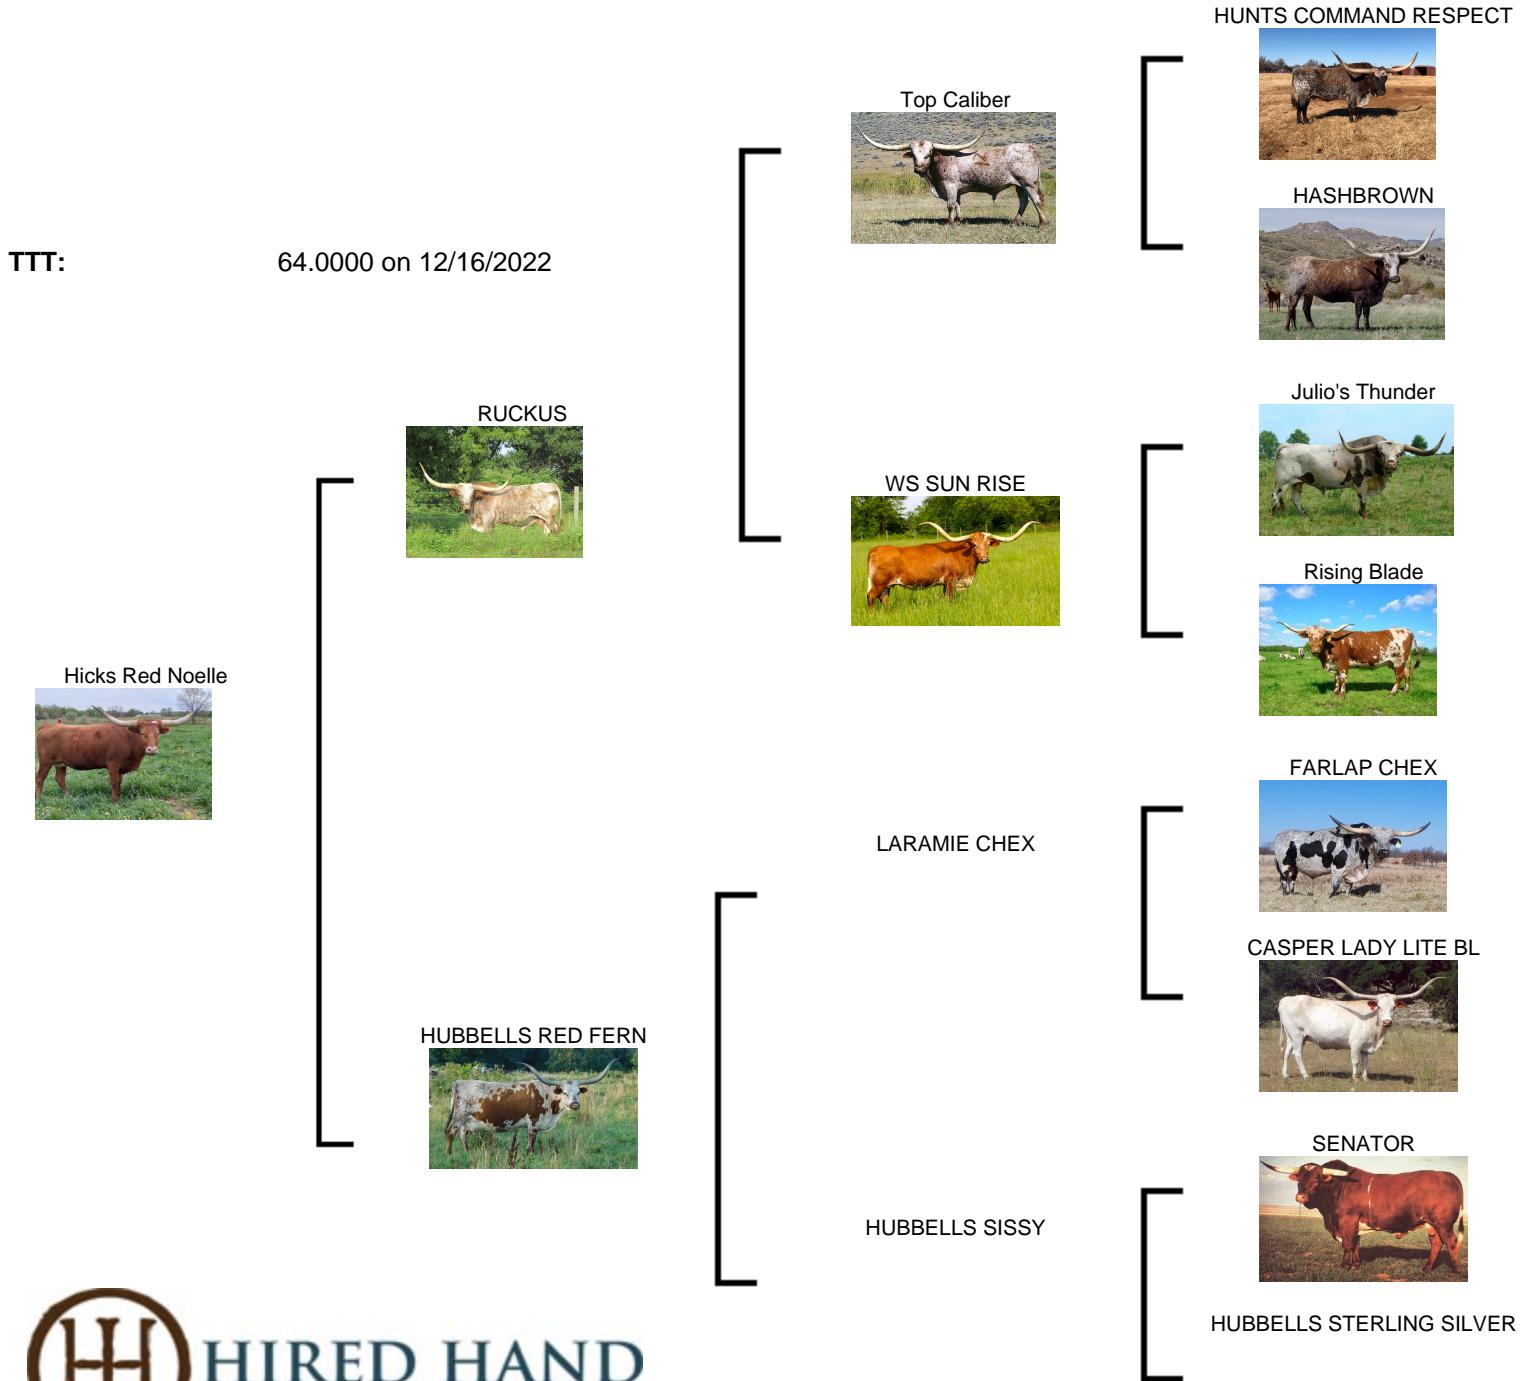 HUNTS COMMAND RESPECT
Top Caliber
HASHBROWN
TTT: 64.0000 on 12/16/2022
Julio's Thunder
RUCKUS
WS SUN RISE
Rising Blade
Hicks Red Noelle
FARLAP CHEX
LARAMIE CHEX
CASPER LADY LITE BL
HUBBELLS RED FERN
SENATOR
HUBBELLS SISSY
HUBBELLS STERLING SILVER
HIRED HAND